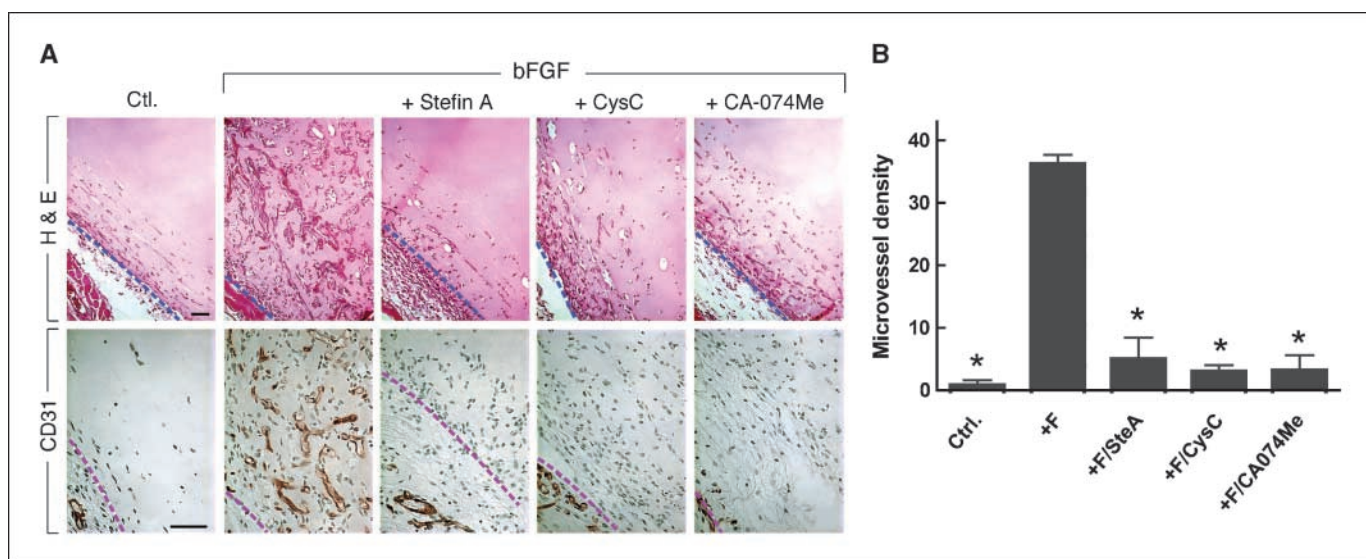 A
bFGF
Ctl.
+ Stefin A
+ CysC
+ CA-074Me
H & E
CD31
B
Microvessel density
40
30
20
10
0
*
*
*
*
Ctrl.
+F
+F/SteA
+F/CysC
+F/CA074Me